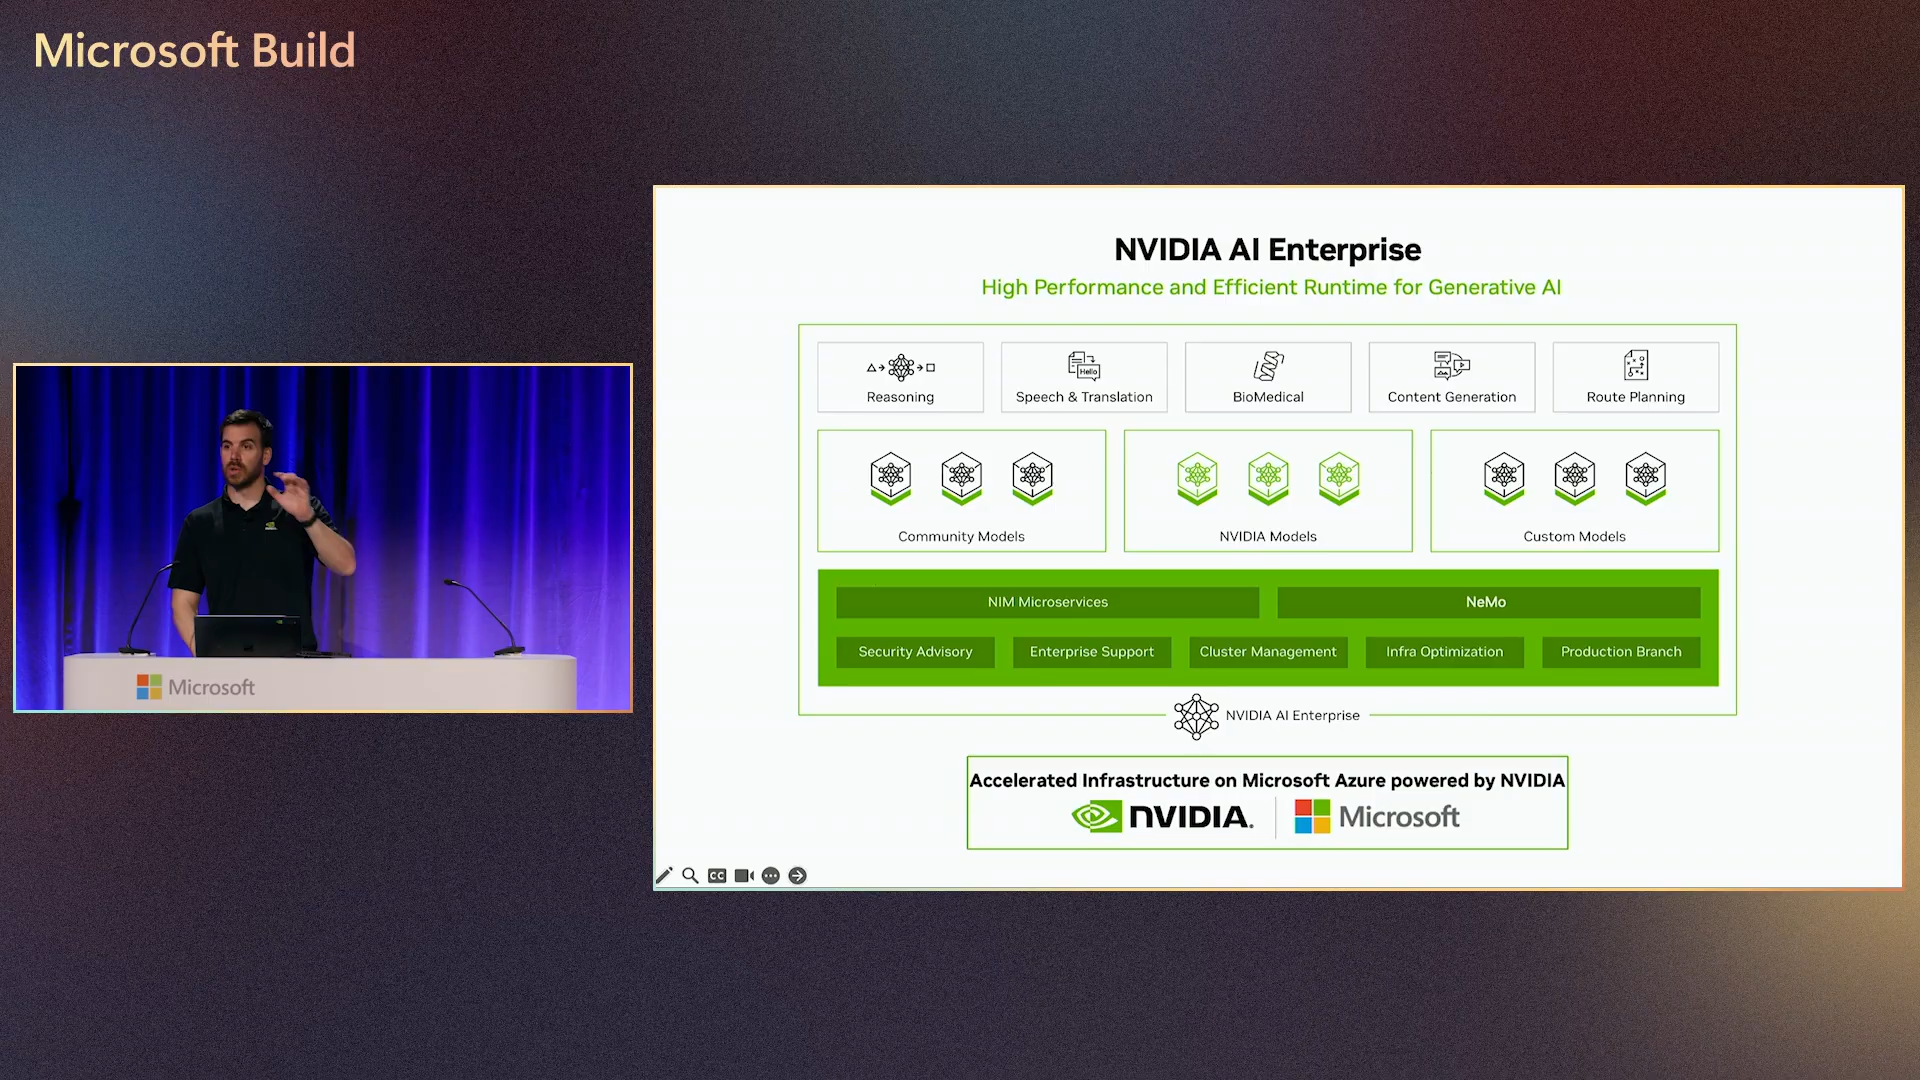 Microsoft Build
Microsoft
NVIDIA AI Enterprise
High Performance and Efficient Runtime for Generative AI
Reasoning
Hello
Speech & Translation
BioMedical
Content Generation
Route Planning
Community Models
NVIDIA Models
Custom Models
NIM Microservices
NeMo
Security Advisory
Enterprise Support
Cluster Management
Infra Optimization
Production Branch
NVIDIA AI Enterprise
Accelerated Infrastructure on Microsoft Azure powered by NVIDIA
NVIDIA.
Microsoft
CC